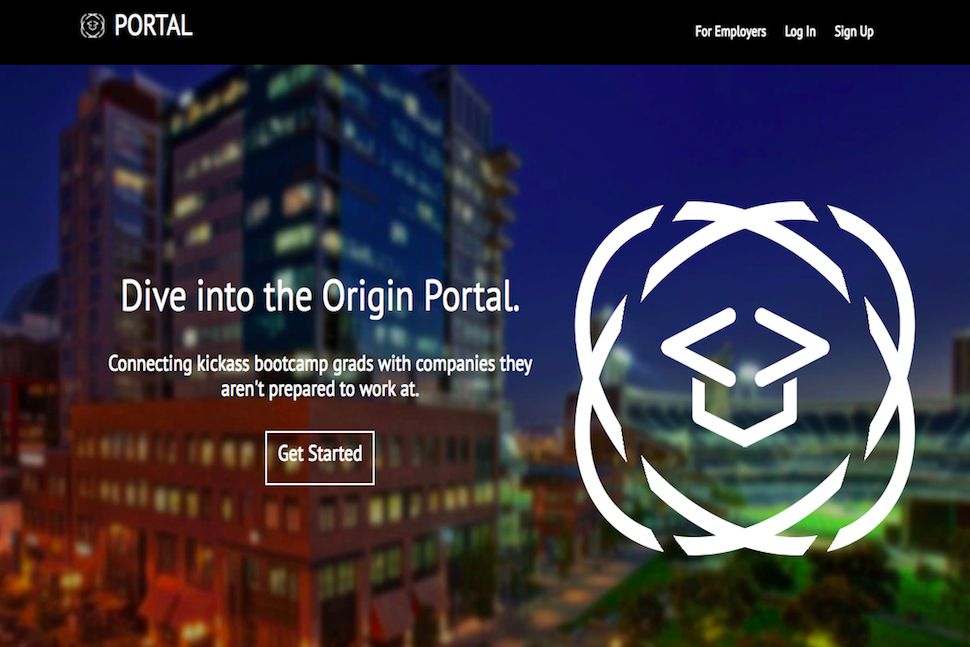 PORTAL
For Employers Log In Sign Up
Dive into the Origin Portal.
Connecting kickass bootcamp grads with companies they
aren't prepared to work at.
Get Started